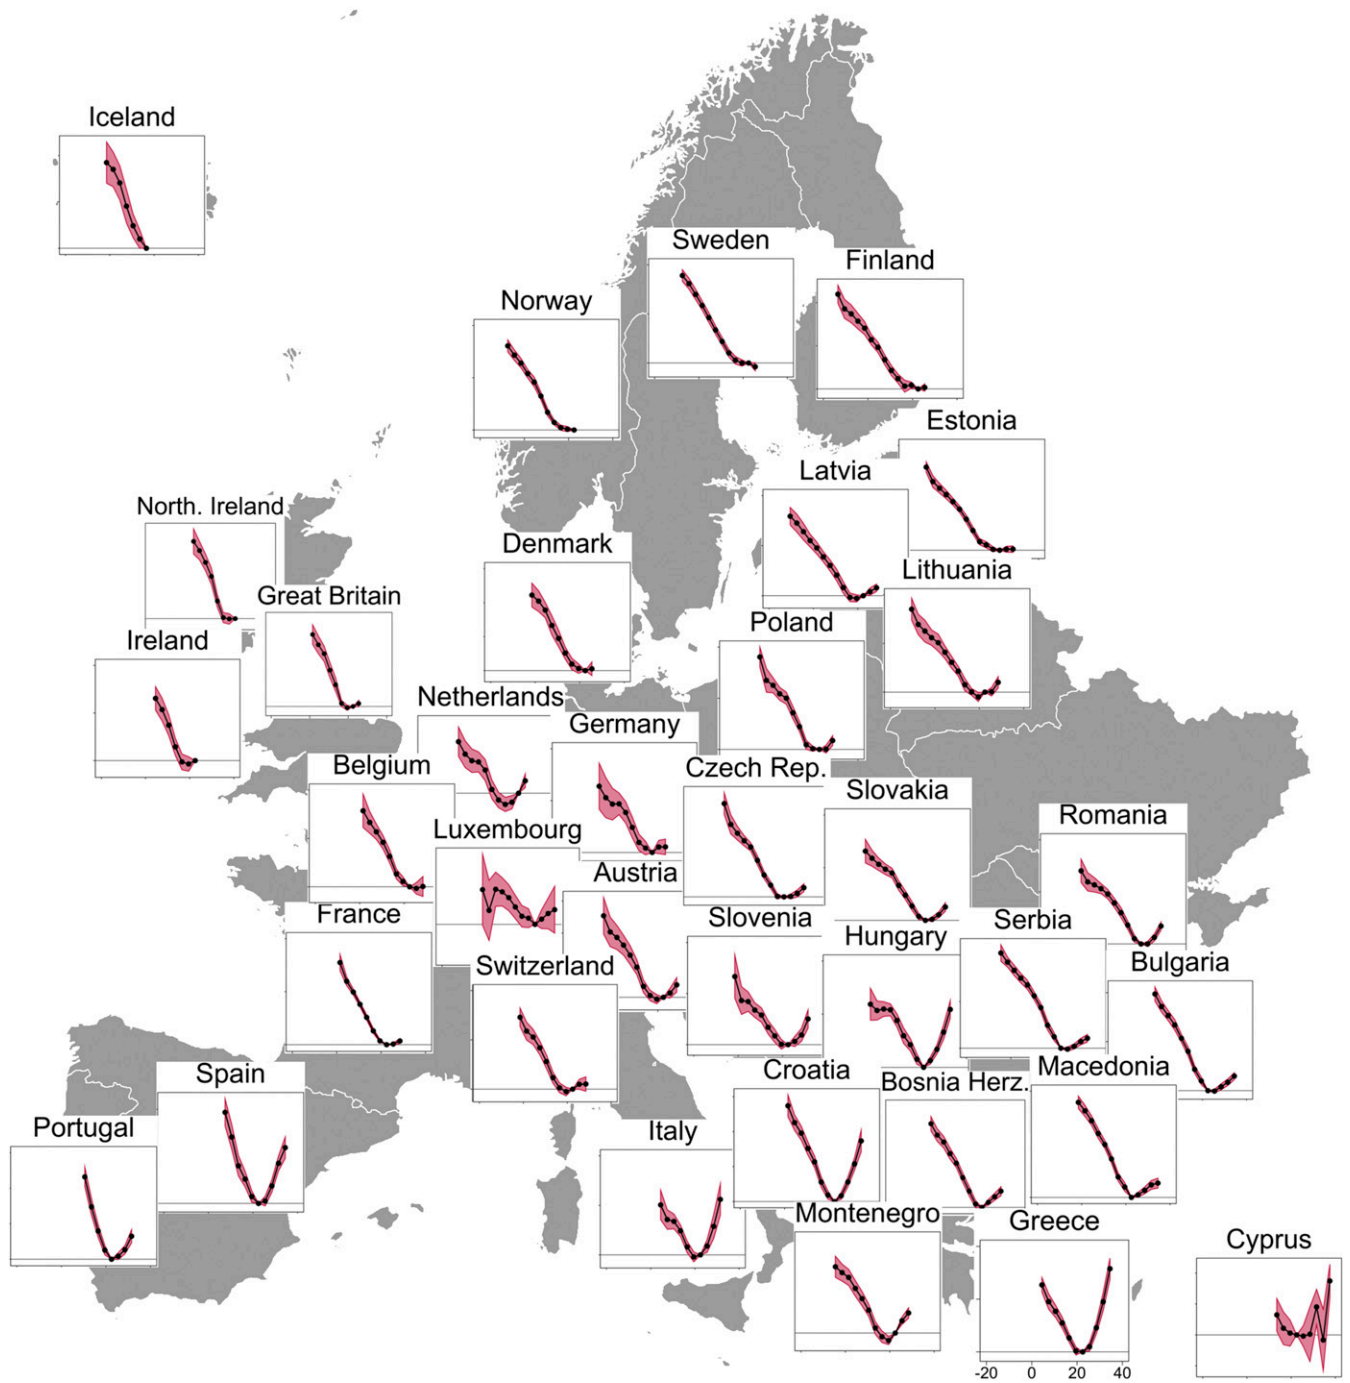 Iceland
Sweden
Finland
Norway
Estonia
Latvia
North. Ireland
Denmark
Lithuania
Great Britain
Poland
Ireland
Netherlands
Germany
Belgium
Czech Rep.
Slovakia
Romania
Luxembourg
Austria
France
Slovenia
Serbia
Hungary
Switzerland
Bulgaria
Spain
Croatia
Bosnia Herz.
Macedonia
Portugal
Italy
Montenegro
Greece
Cyprus
-20 0 20 40